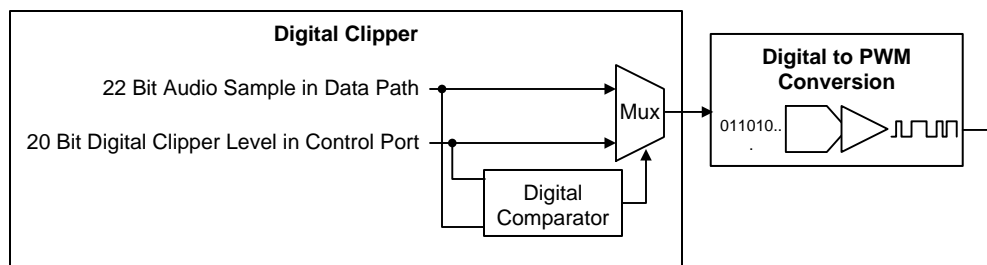 Digital Clipper
22 Bit Audio Sample in Data Path
20 Bit Digital Clipper Level in Control Port
Mux
Digital
Comparator
Digital to PWM
Conversion
011010..
.